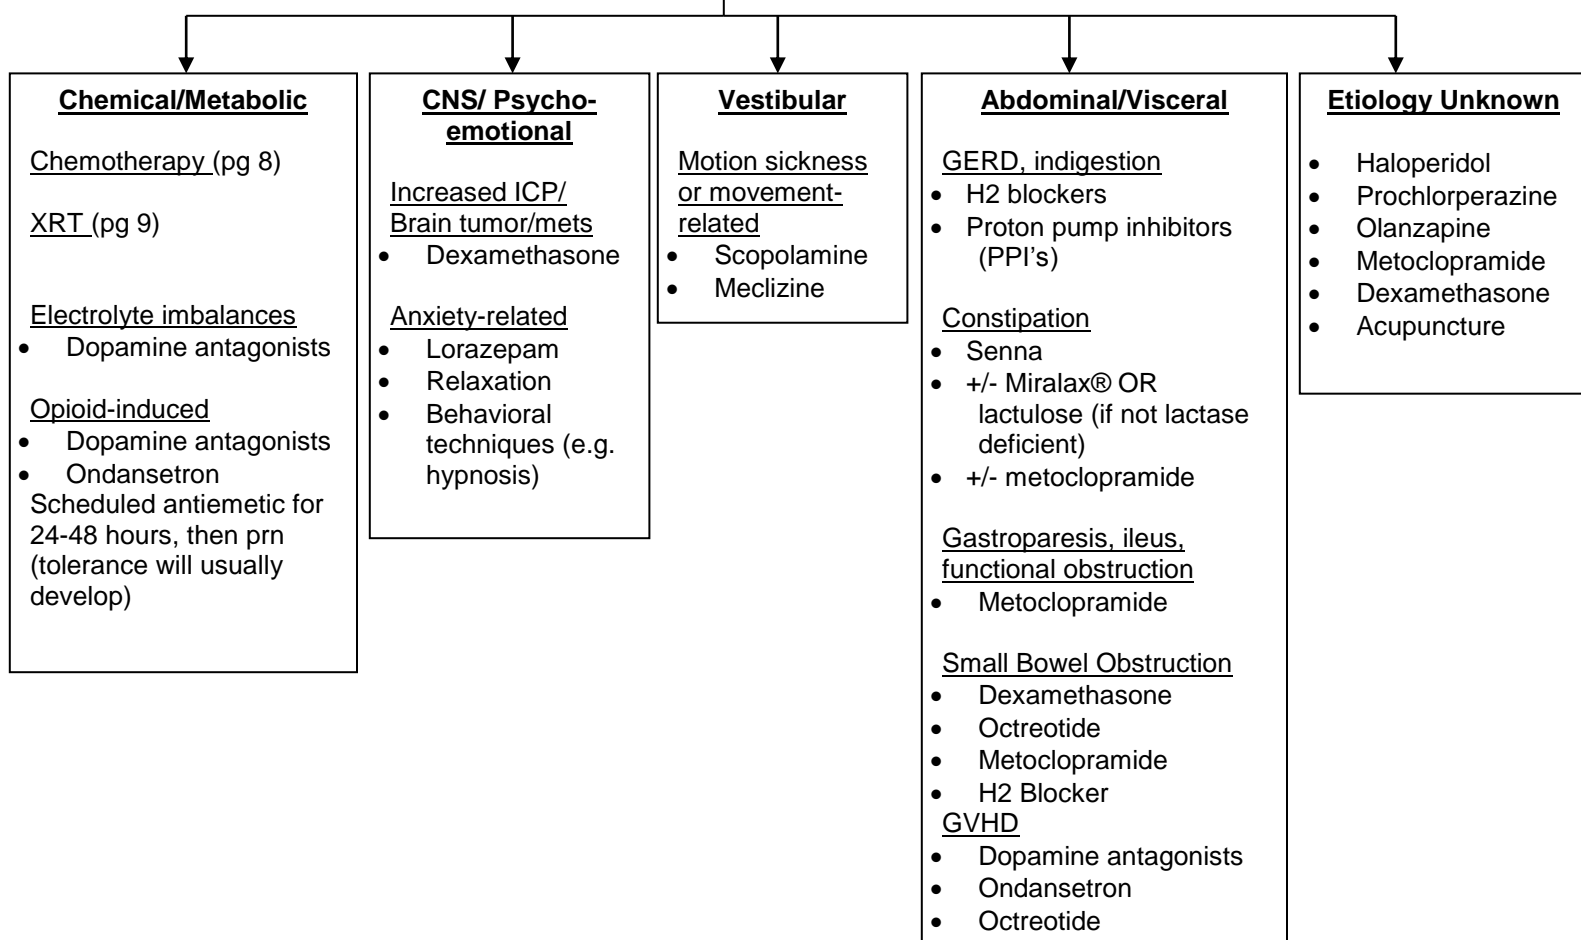 Chemical/Metabolic
Chemotherapy (pg 8)
XRT (pg 9)
Electrolyte imbalances
• Dopamine antagonists
Opioid-induced
• Dopamine antagonists
• Ondansetron
Scheduled antiemetic for
24-48 hours, then prn
(tolerance will usually
develop)
CNS/ Psycho-
emotional
Increased ICP/
Brain tumor/mets
• Dexamethasone
Anxiety-related
• Lorazepam
• Relaxation
• Behavioral
techniques (e.g.
hypnosis)
Vestibular
Motion sickness
or movement-
related
• Scopolamine
• Meclizine
Abdominal/Visceral
GERD, indigestion
• H2 blockers
• Proton pump inhibitors
(PPI’s)
Constipation
• Senna
• +/- Miralax® OR
lactulose (if not lactase
deficient)
• +/- metoclopramide
Gastroparesis, ileus,
functional obstruction
• Metoclopramide
Small Bowel Obstruction
• Dexamethasone
• Octreotide
• Metoclopramide
• H2 Blocker
GVHD
• Dopamine antagonists
• Ondansetron
• Octreotide
Etiology Unknown
• Haloperidol
• Prochlorperazine
• Olanzapine
• Metoclopramide
• Dexamethasone
• Acupuncture